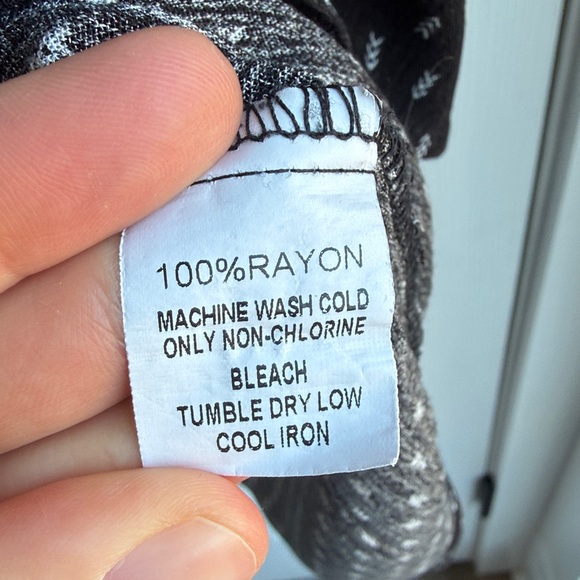 100%RAYON
MACHINE WASH COLD
ONLY NON-CHLORINE
BLEACH
TUMBLE DRY LOW
COOL IRON